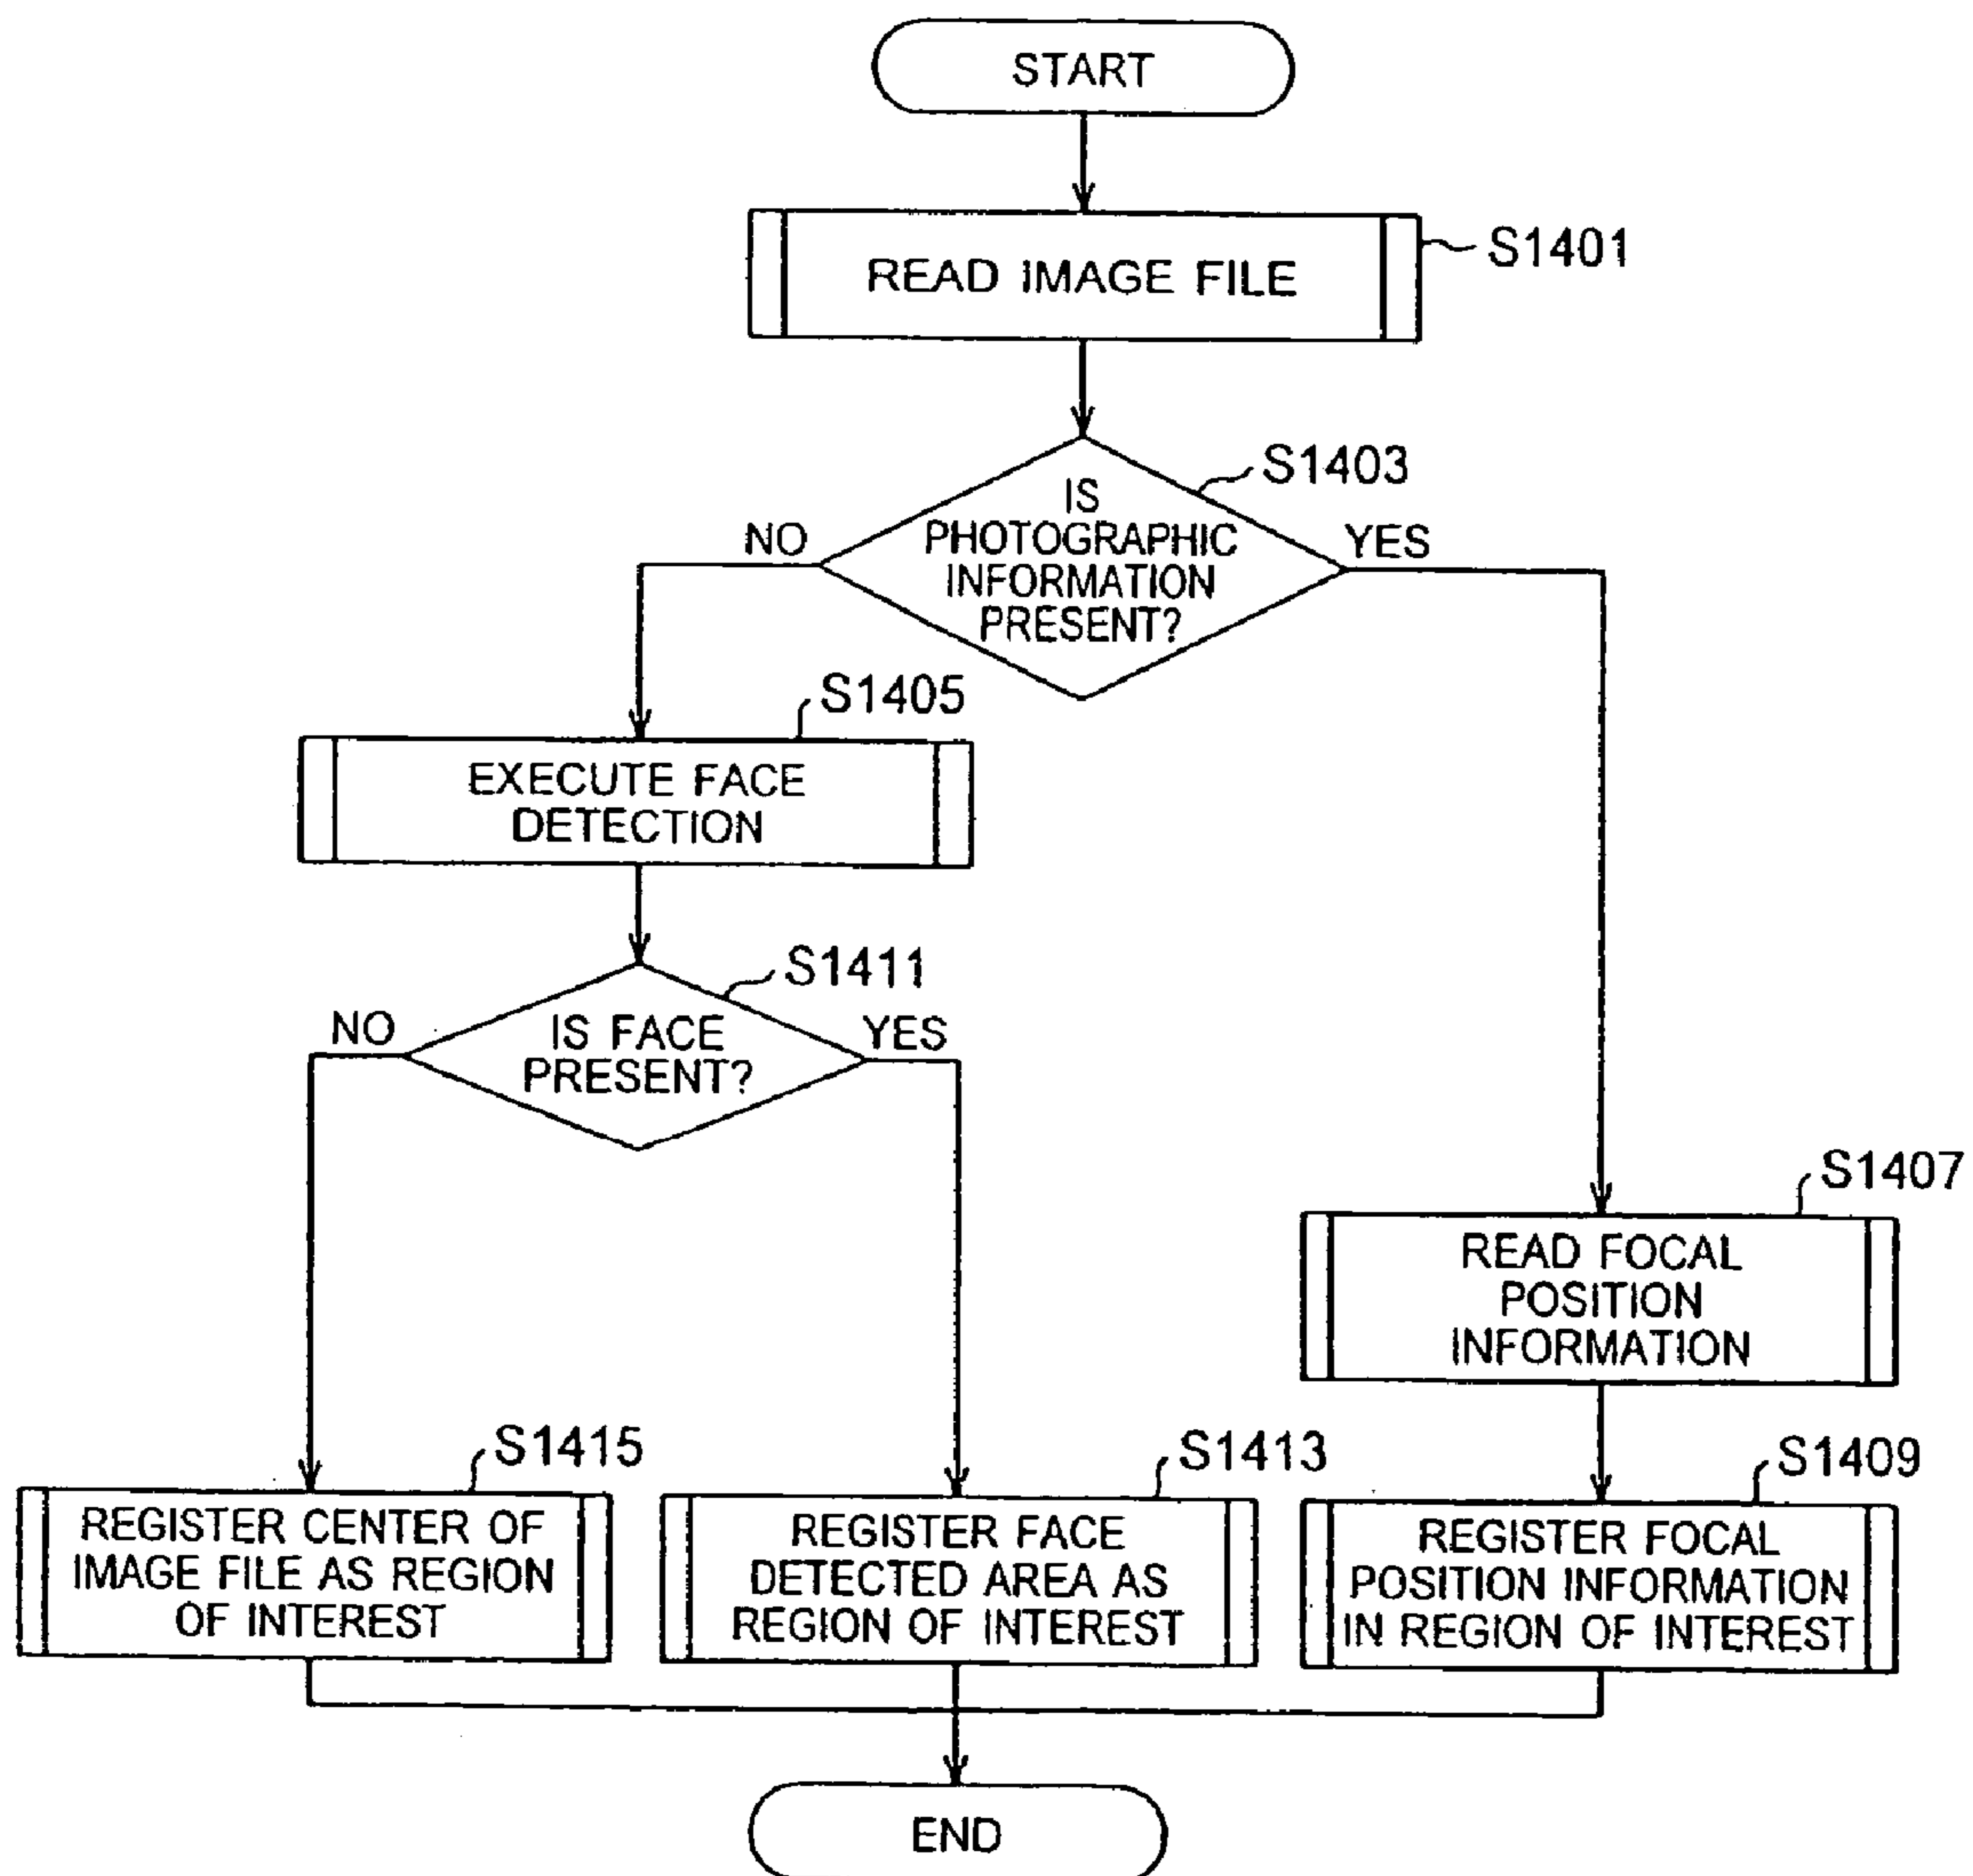 START
READ IMAGE FILE
S1401
S1403
IS
PHOTOGRAPHIC
INFORMATION
PRESENT?
NO
YES
S1405
EXECUTE FACE
DETECTION
S1411
IS FACE
PRESENT?
NO
YES
S1407
READ FOCAL
POSITION
INFORMATION
S1415
REGISTER CENTER OF
IMAGE FILE AS REGION
OF INTEREST
S1413
REGISTER FACE
DETECTED AREA AS
REGION OF INTEREST
S1409
REGISTER FOCAL
POSITION INFORMATION
IN REGION OF INTEREST
END